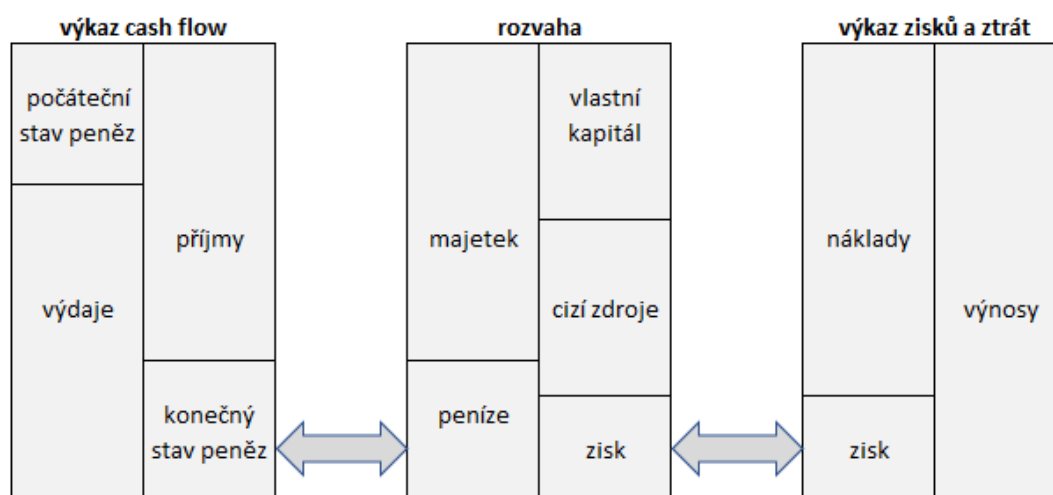 výkaz cash flow
počáteční
stav peněz
výdaje
příjmy
konečný
stav peněz
rozvaha
majetek
peníze
vlastní
kapitál
cizí zdroje
zisk
výkaz zisků a ztrát
náklady
zisk
výnosy